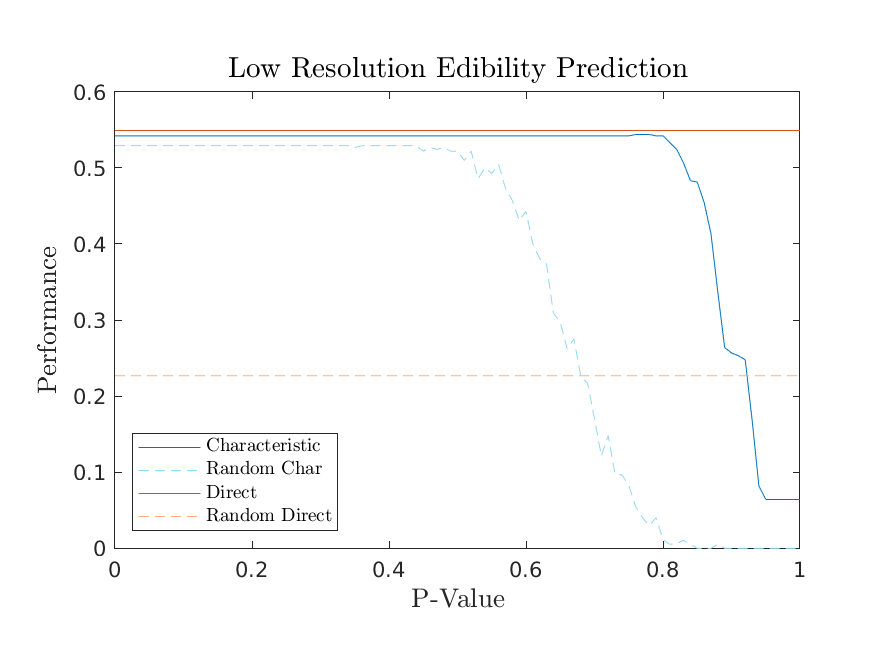 Low Resolution Edibility Prediction
0.6
0.5
0.4
0.3
0.2
0.1
0
Performance
Characteristic
Random Char
Direct
Random Direct
0 0.2 0.4 0.6 0.8 1
P-Value